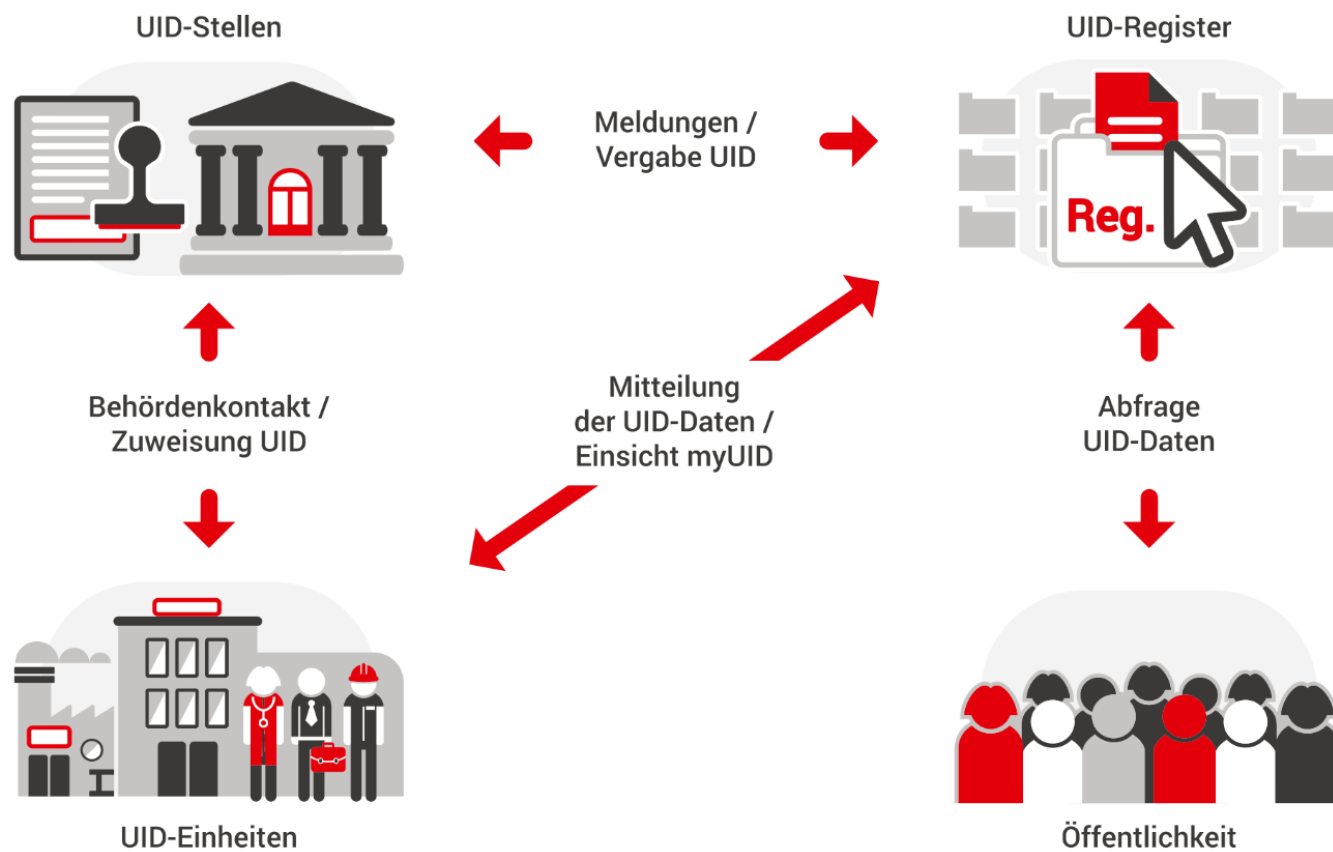 UID-Stellen
UID-Register
Meldungen /
Vergabe UID
Reg.
Behördenkontakt /
Zuweisung UID
Mitteilung
der UID-Daten /
Einsicht myUID
Abfrage
UID-Daten
UID-Einheiten
Öffentlichkeit